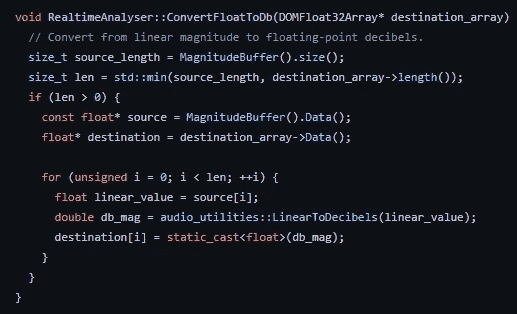 void RealtimeAnalyser::ConvertFloatToDb(DOMFloat32Array* destination_array)
// Convert from linear magnitude to floating-point decibels.
size_t source_length = MagnitudeBuffer().size();
size_t len = std::min(source_length, destination_array->length());
if (len > 0) {
const float* source = MagnitudeBuffer().Data();
float* destination = destination_array->Data();
for (unsigned i = 0; i < len; ++i) {
float linear_value = source[i];
double db_mag = audio_utilities::LinearToDecibels(linear_value);
destination[i] = static_cast<float>(db_mag);
}
}
}